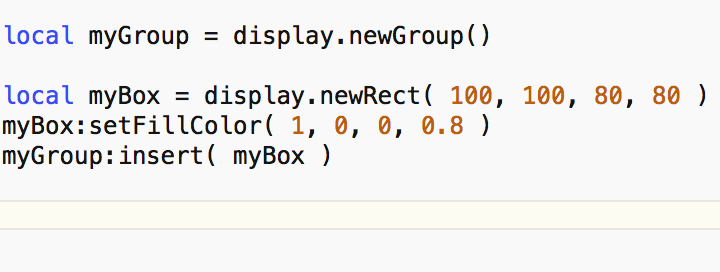 local myGroup = display.newGroup()
local myBox = display.newRect( 100, 100, 80, 80 )
myBox:setFillColor( 1, 0, 0, 0.8 )
myGroup:insert( myBox )